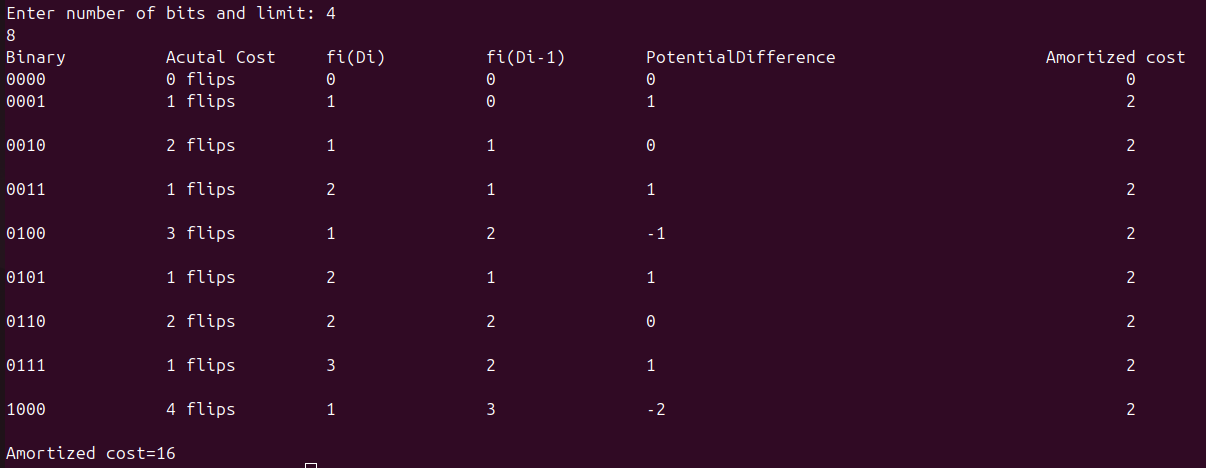 Enter number of bits and limit: 4
8
Binary Acutal Cost fi(Di) fi(Di-1) PotentialDifference Amortized cost
0000 0 flips 0 0 0 0
0001 1 flips 1 0 1 2
0010 2 flips 1 1 0 2
0011 1 flips 2 1 1 2
0100 3 flips 1 2 -1 2
0101 1 flips 2 1 1 2
0110 2 flips 2 2 0 2
0111 1 flips 3 2 1 2
1000 4 flips 1 3 -2 2
Amortized cost=16